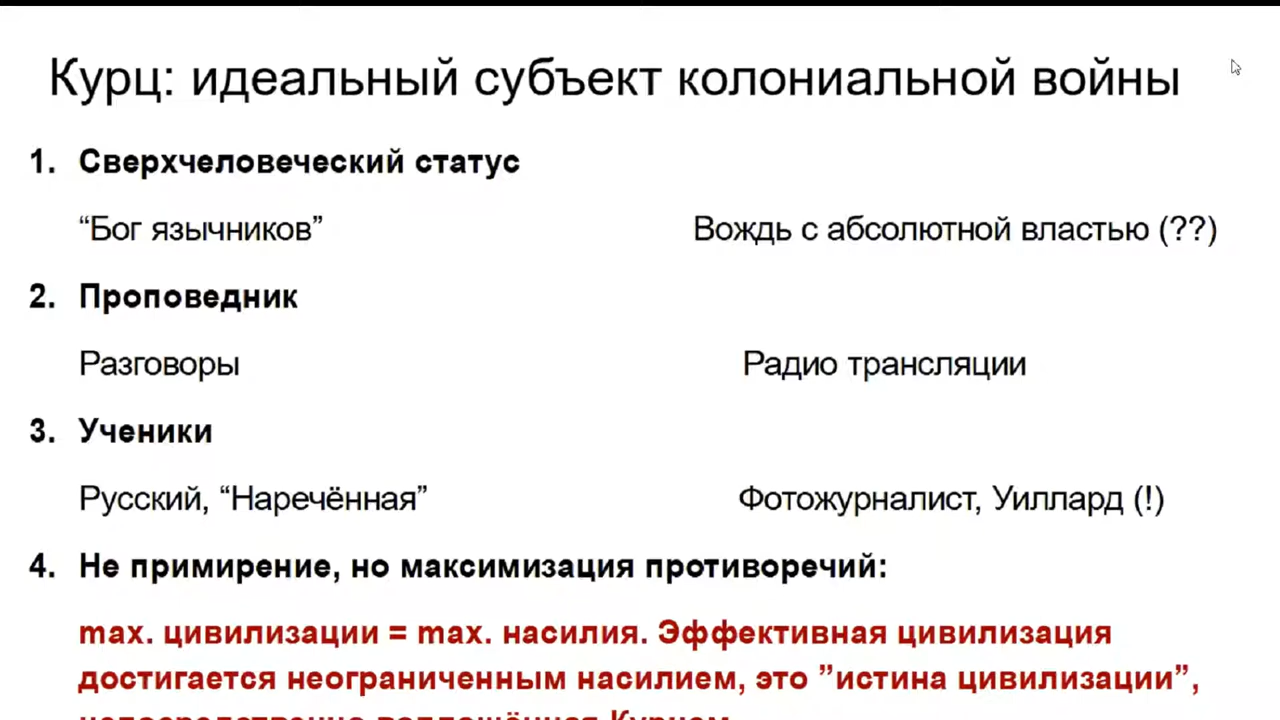 Курц: идеальный субъект колониальной войны
1. Сверхчеловеческий статус
“Бог язычников” Вождь с абсолютной властью (??)
2. Проповедник
Разговоры Радио трансляции
3. Ученики
Русский, “Наречённая” Фотожурналист, Уиллард (!)
4. Не примирение, но максимизация противоречий:
max. цивилизации = max. насилия. Эффективная цивилизация
достигается неограниченным насилием, это ”истина цивилизации”,